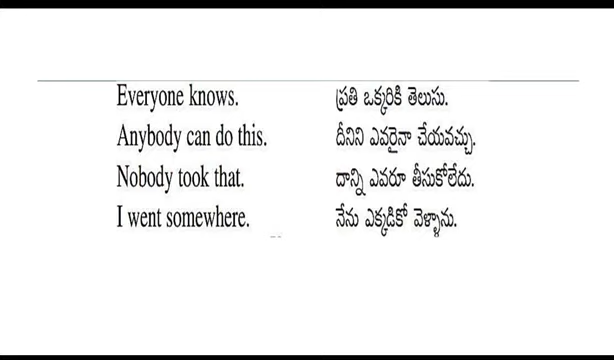 Everyone knows. ప్రతి ఒక్కరికి తెలుసు.
Anybody can do this. దీనిని ఎవరైనా చేయవచ్చు.
Nobody took that. దాన్ని ఎవరూ తీసుకోలేదు.
I went somewhere. నేను ఎక్కడికో వెళ్ళాను.